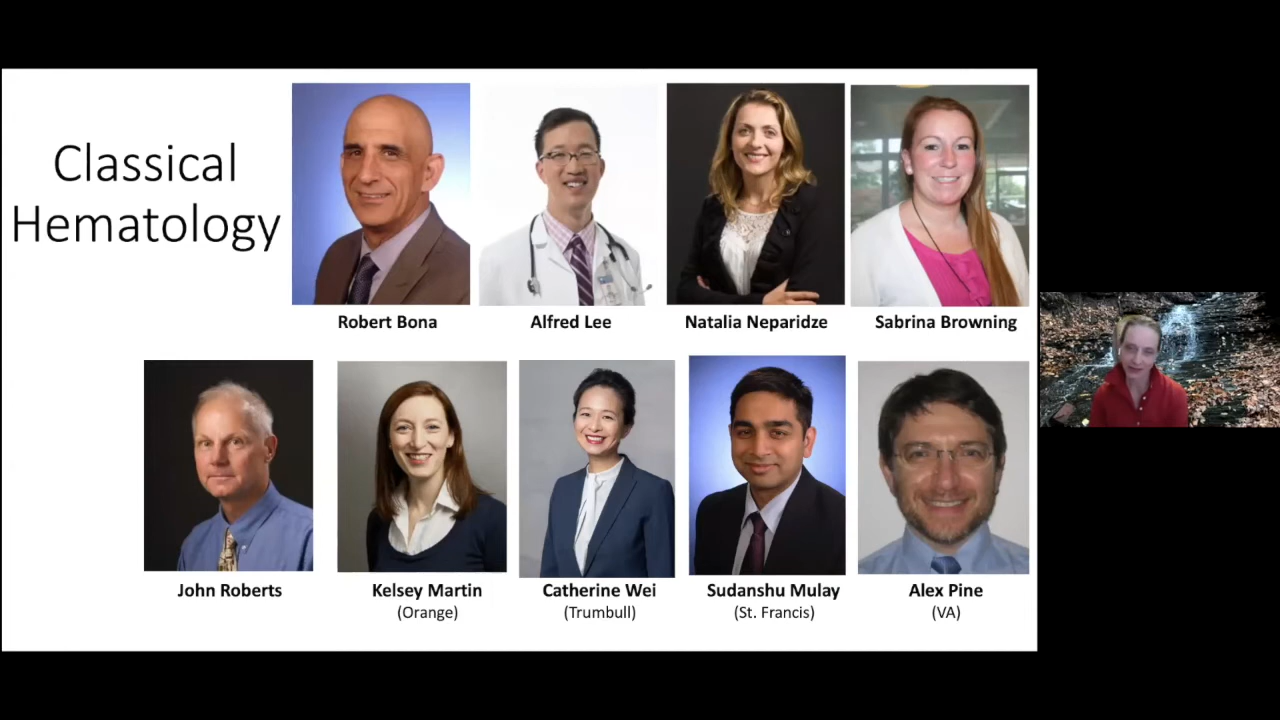 Classical
Hematology
Robert Bona
Alfred Lee
Natalia Neparidze
Sabrina Browning
John Roberts
Kelsey Martin
(Orange)
Catherine Wei
(Trumbull)
Sudanshu Mulay
(St. Francis)
Alex Pine
(VA)